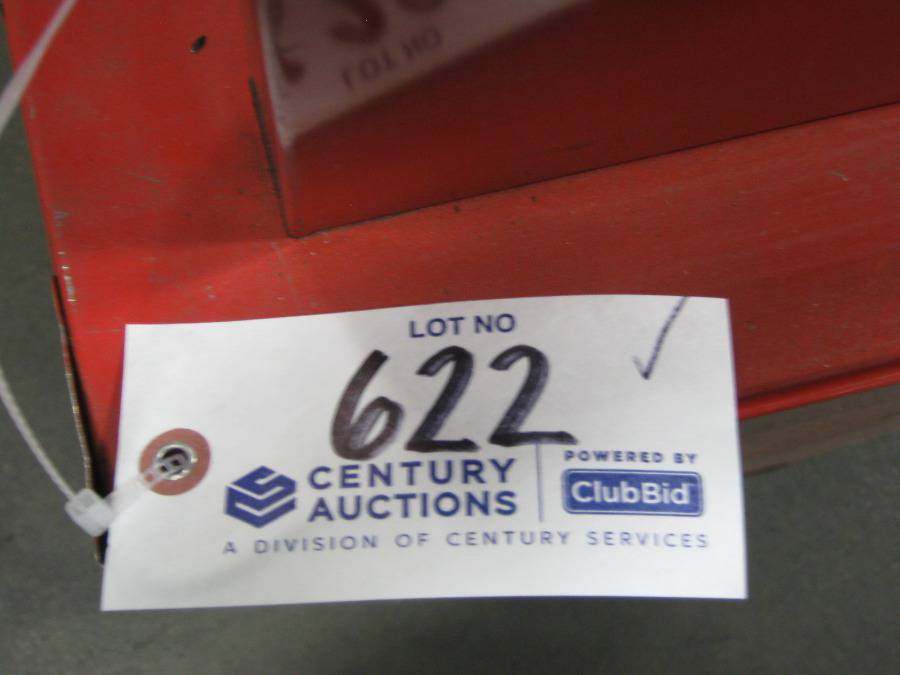 LOT NO
622
CENTURY AUCTIONS
POWERED BY
ClubBid
A DIVISION OF CENTURY SERVICES